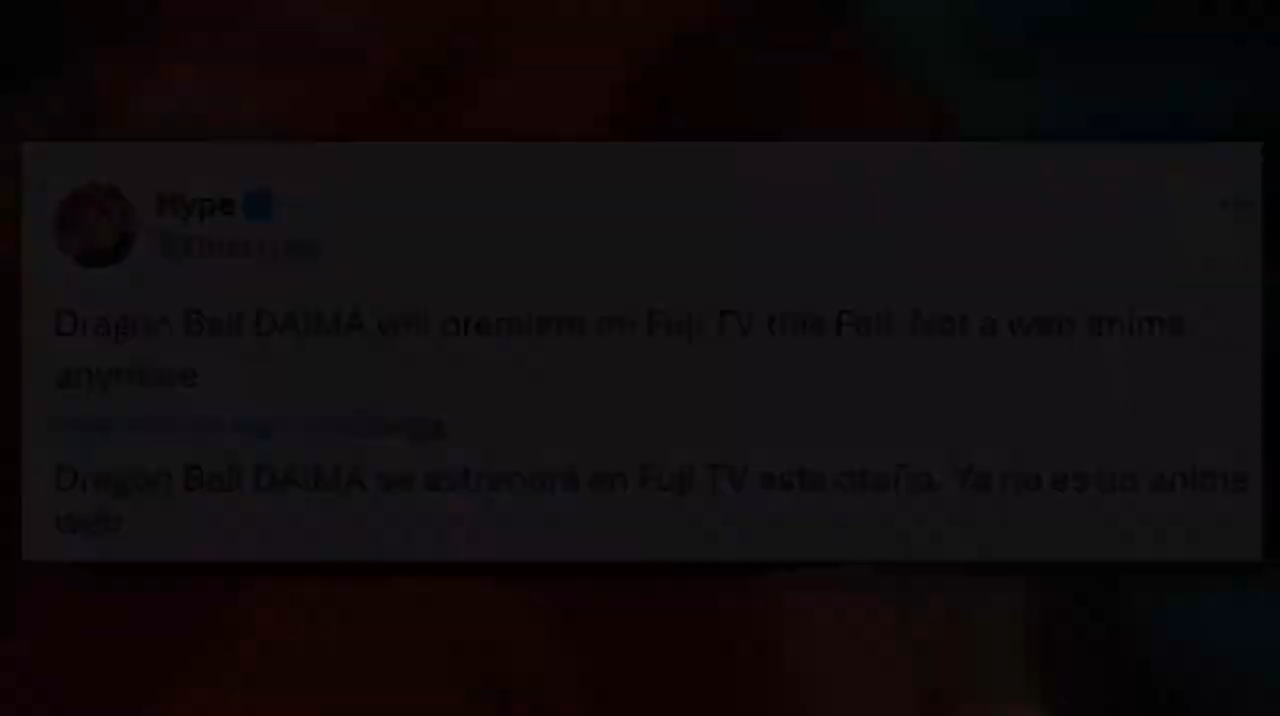 Hype
Dragon Ball DAIMA will premiere on Fuji TV this Fall. Not a web anime
anymore
Dragon Ball DAIMA se estrenará en Fuji TV este otoño. Ya no es un anime
web